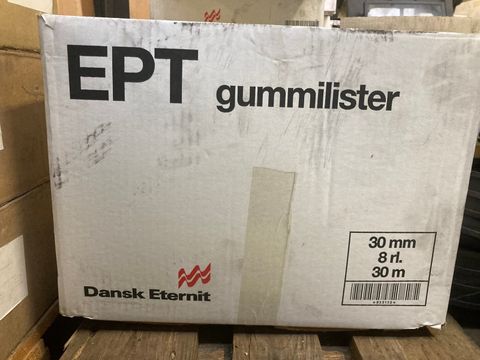 EPT gummilister
30 mm
8 rl.
30 m
Dansk Eternit